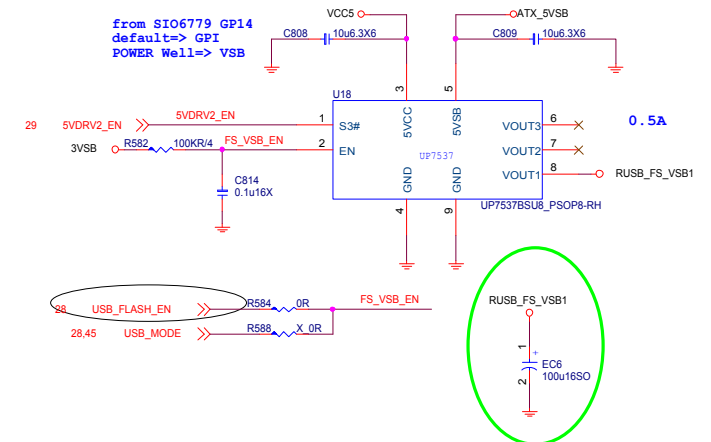 from SIO6779 GP14
default=> GPI
POWER Well=> VSB
VCC5
ATX_5VSB
C808
10u6.3X6
C809
10u6.3X6
3
5
U18
29
5VDRV2_EN
5VDRV2_EN
1
S3#
5VCC
5VSB
VOUT3
6
0.5A
3VSB
R582
100KR/4
FS_VSB_EN
2
EN
UP7537
VOUT2
7
VOUT1
8
RUSB_FS_VSB1
C814
0.1u16X
GND
GND
4
9
UP7537BSU8_PSOP8-RH
28
USB_FLASH_EN
R584
0R
FS_VSB_EN
28,45
USB_MODE
R588
X_0R
RUSB_FS_VSB1
1
+
EC6
100u16SO
2